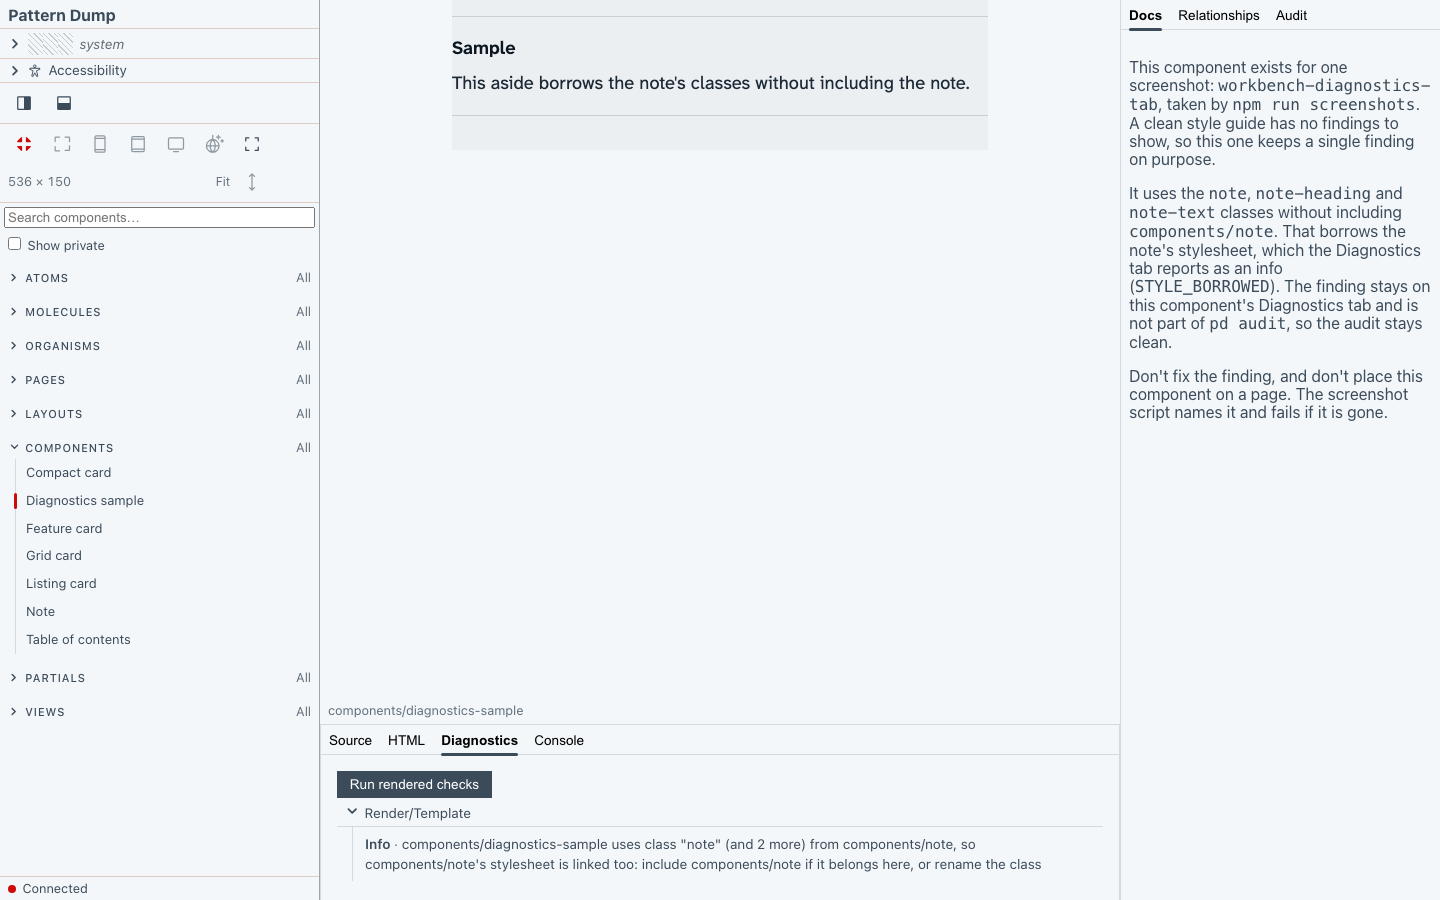 Pattern Dump
system
Accessibility
536 × 150
Fit
Search components…
Show private
ATOMS All
MOLECULES All
ORGANISMS All
PAGES All
LAYOUTS All
COMPONENTS All
Compact card
Diagnostics sample
Feature card
Grid card
Listing card
Note
Table of contents
PARTIALS All
VIEWS All
Connected
Sample
This aside borrows the note's classes without including the note.
components/diagnostics-sample
Source HTML Diagnostics Console
Run rendered checks
Render/Template
Info · components/diagnostics-sample uses class "note" (and 2 more) from components/note, so
components/note's stylesheet is linked too: include components/note if it belongs here, or rename the class
Docs Relationships Audit
This component exists for one
screenshot: workbench-diagnostics-
tab, taken by npm run screenshots.
A clean style guide has no findings to
show, so this one keeps a single finding
on purpose.
It uses the note, note-heading and
note-text classes without including
components/note. That borrows the
note's stylesheet, which the Diagnostics
tab reports as an info
(STYLE_BORROWED). The finding stays on
this component's Diagnostics tab and is
not part of pd audit, so the audit stays
clean.
Don't fix the finding, and don't place this
component on a page. The screenshot
script names it and fails if it is gone.